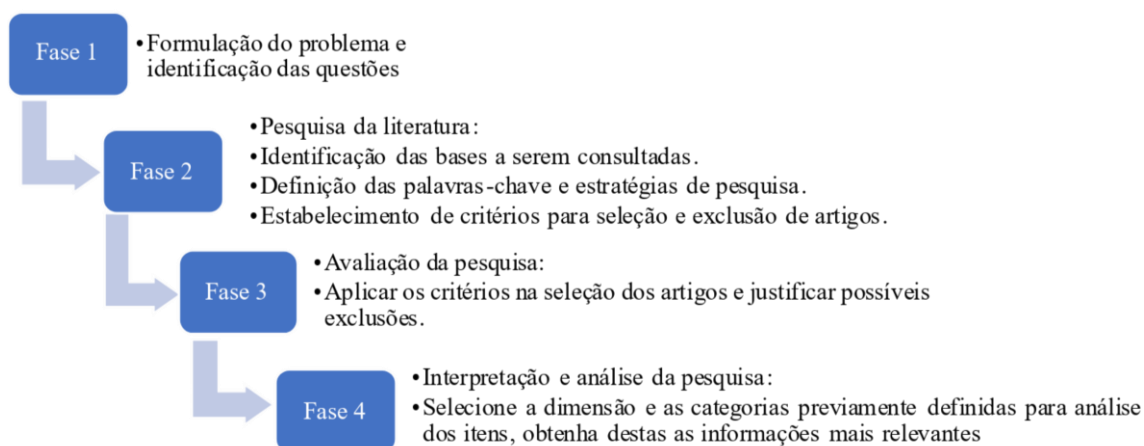 Fase 1
•Formulação do problema e
identificação das questões
Fase 2
•Pesquisa da literatura:
•Identificação das bases a serem consultadas.
•Definição das palavras-chave e estratégias de pesquisa.
•Estabelecimento de critérios para seleção e exclusão de artigos.
Fase 3
•Avaliação da pesquisa:
•Aplicar os critérios na seleção dos artigos e justificar possíveis
exclusões.
Fase 4
•Interpretação e análise da pesquisa:
•Selecione a dimensão e as categorias previamente definidas para análise
dos itens, obtenha destas as informações mais relevantes